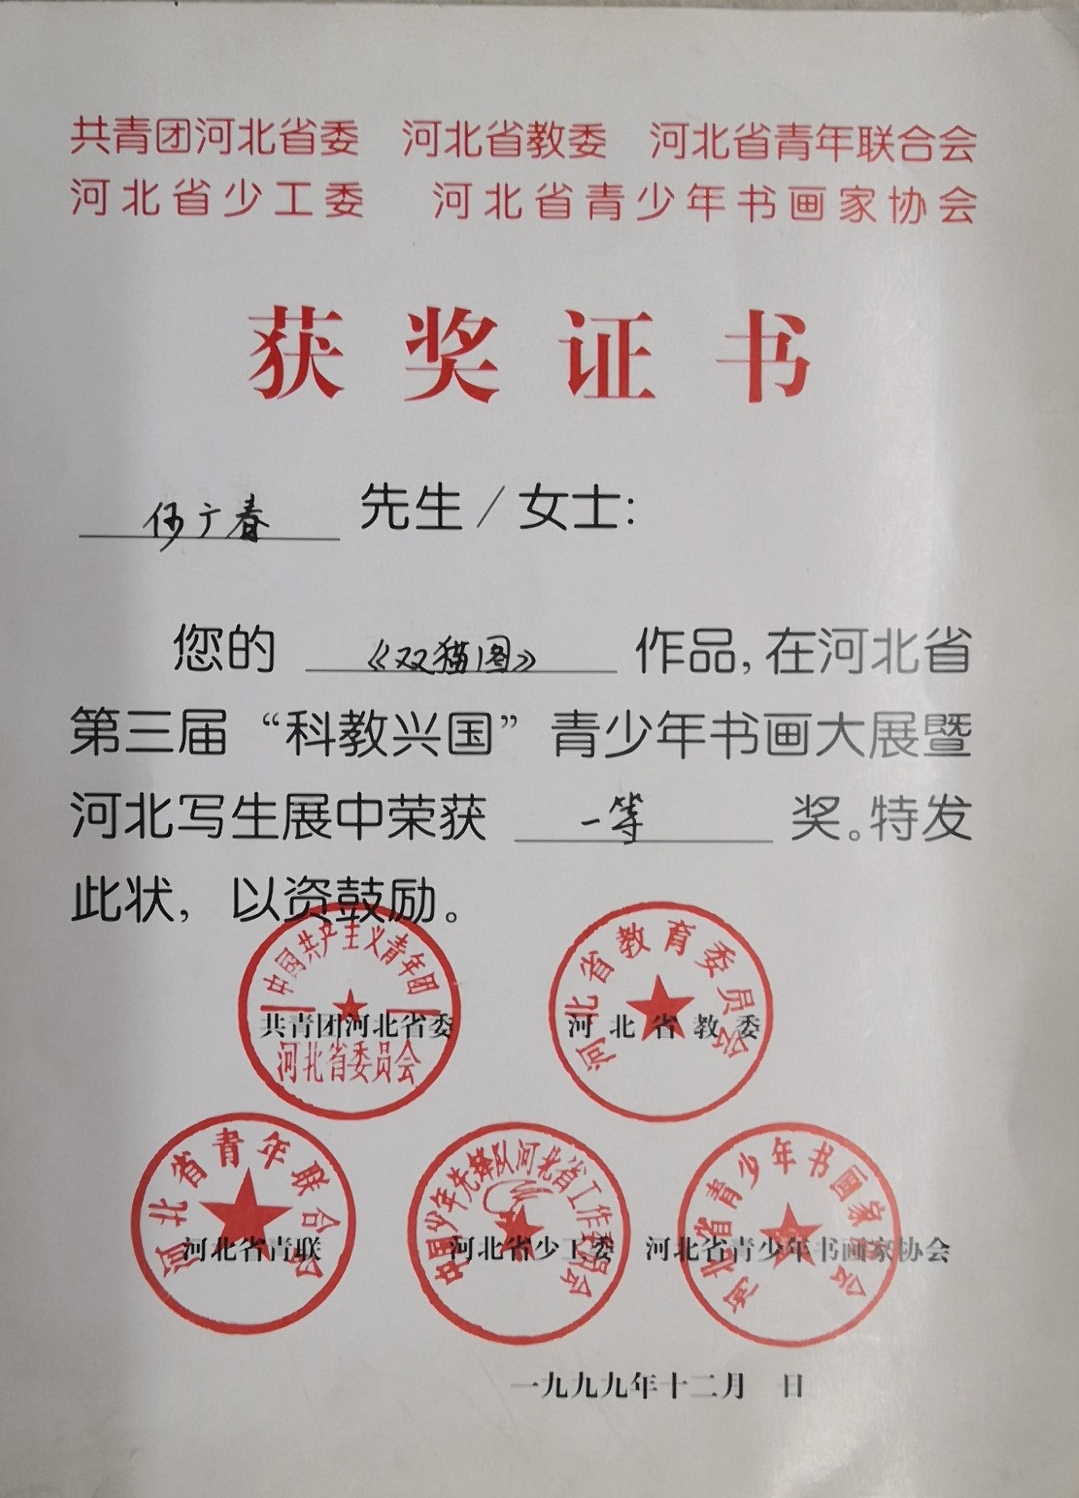 共青团河北省委 河北省教委 河北省青年联合会
河北省少工委 河北省青少年书画家协会
获奖证书
何广春 先生/女士:
您的 《双猫图》 作品,在河北省
第三届“科教兴国”青少年书画大展暨
河北写生展中荣获 一等 奖。特发
此状, 以资鼓励。
中国共产主义青年团
共青团河北省委
河北省委员会
河北省教育委员会
河北省教委
河北省青年联合会
河北省青联
中国少年先锋队河北省工作委员会
河北省少工委
河北省青少年书画家协会
河北省青少年书画家协会
一九九九年十二月 日